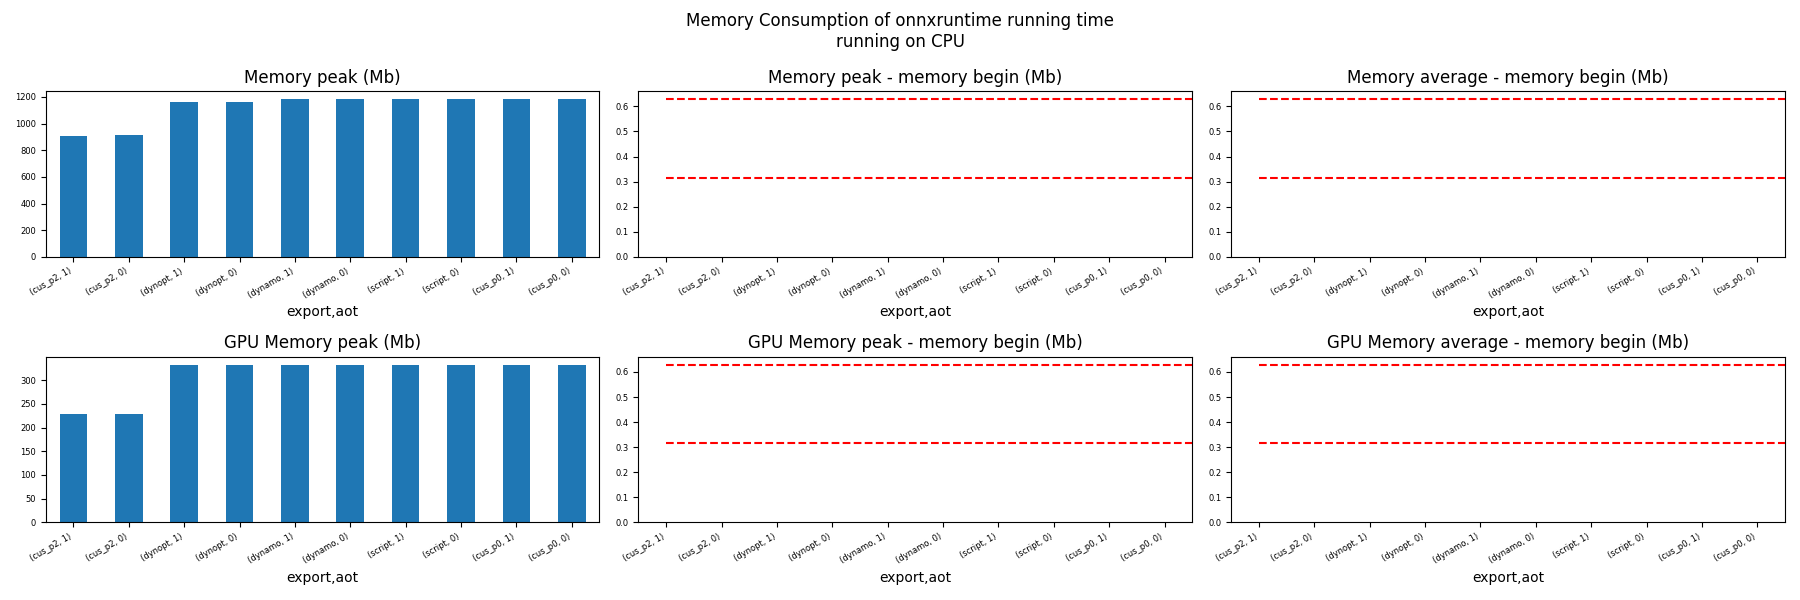 Memory Consumption of onnxruntime running time
running on CPU
Memory peak (Mb)
1200
1000
800
600
400
200
0
(cus_p2, 1)
(cus_p2, 0)
(dynopt, 1)
(dynopt, 0)
(dynamo, 1)
(dynamo, 0)
(script, 1)
(script, 0)
(cus_p0, 1)
(cus_p0, 0)
export,aot
Memory peak - memory begin (Mb)
0.6
0.5
0.4
0.3
0.2
0.1
0.0
(cus_p2, 1)
(cus_p2, 0)
(dynopt, 1)
(dynopt, 0)
(dynamo, 1)
(dynamo, 0)
(script, 1)
(script, 0)
(cus_p0, 1)
(cus_p0, 0)
export,aot
Memory average - memory begin (Mb)
0.6
0.5
0.4
0.3
0.2
0.1
0.0
(cus_p2, 1)
(cus_p2, 0)
(dynopt, 1)
(dynopt, 0)
(dynamo, 1)
(dynamo, 0)
(script, 1)
(script, 0)
(cus_p0, 1)
(cus_p0, 0)
export,aot
GPU Memory peak (Mb)
300
250
200
150
100
50
0
(cus_p2, 1)
(cus_p2, 0)
(dynopt, 1)
(dynopt, 0)
(dynamo, 1)
(dynamo, 0)
(script, 1)
(script, 0)
(cus_p0, 1)
(cus_p0, 0)
export,aot
GPU Memory peak - memory begin (Mb)
0.6
0.5
0.4
0.3
0.2
0.1
0.0
(cus_p2, 1)
(cus_p2, 0)
(dynopt, 1)
(dynopt, 0)
(dynamo, 1)
(dynamo, 0)
(script, 1)
(script, 0)
(cus_p0, 1)
(cus_p0, 0)
export,aot
GPU Memory average - memory begin (Mb)
0.6
0.5
0.4
0.3
0.2
0.1
0.0
(cus_p2, 1)
(cus_p2, 0)
(dynopt, 1)
(dynopt, 0)
(dynamo, 1)
(dynamo, 0)
(script, 1)
(script, 0)
(cus_p0, 1)
(cus_p0, 0)
export,aot